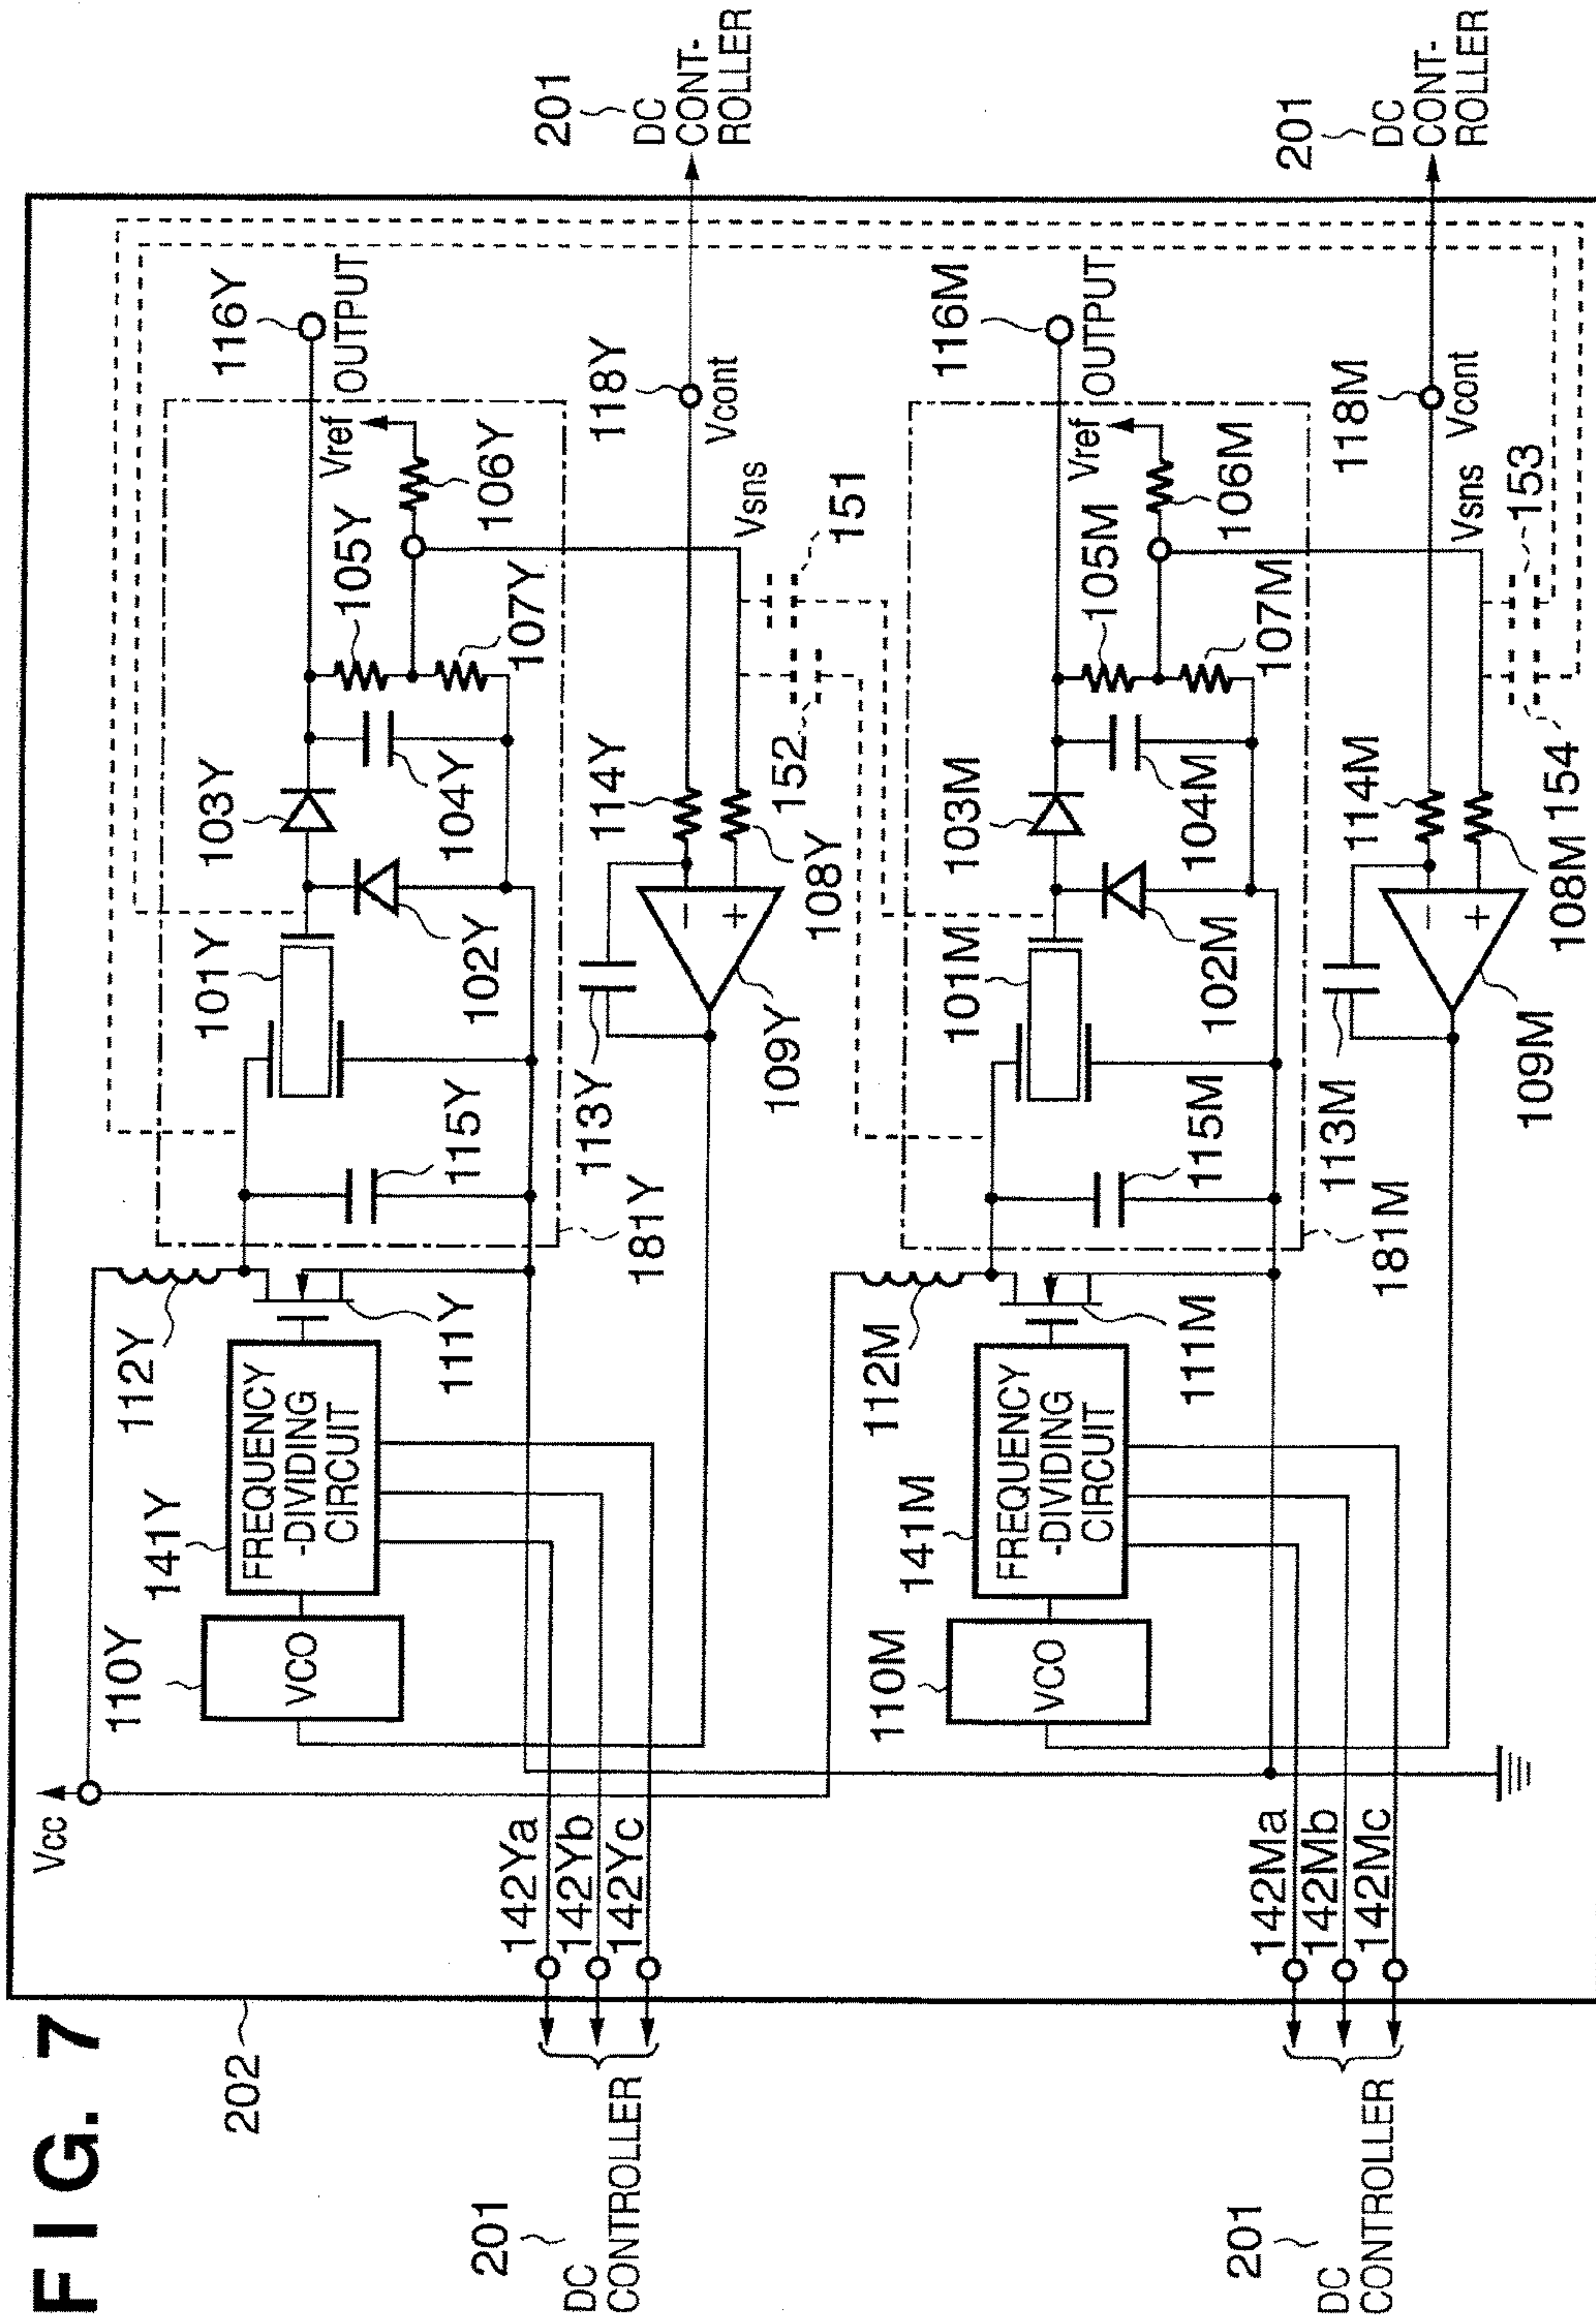 FIG. 7
202
Vcc
110Y
VCO
141Y
FREQUENCY
-DIVIDING
CIRCUIT
112Y
111Y
115Y
181Y
101Y
102Y
103Y
104Y
105Y
107Y
106Y
Vref
116Y
OUTPUT
113Y
109Y
−
+
114Y
108Y
118Y
Vcont
Vsns
151
152
201
DC
CONT-
ROLLER
142Ya
142Yb
142Yc
201
DC
CONTROLLER
110M
VCO
141M
FREQUENCY
-DIVIDING
CIRCUIT
112M
111M
115M
181M
101M
102M
103M
104M
105M
107M
106M
Vref
116M
OUTPUT
113M
109M
−
+
114M
108M
118M
Vcont
Vsns
153
154
201
DC
CONT-
ROLLER
142Ma
142Mb
142Mc
201
DC
CONTROLLER